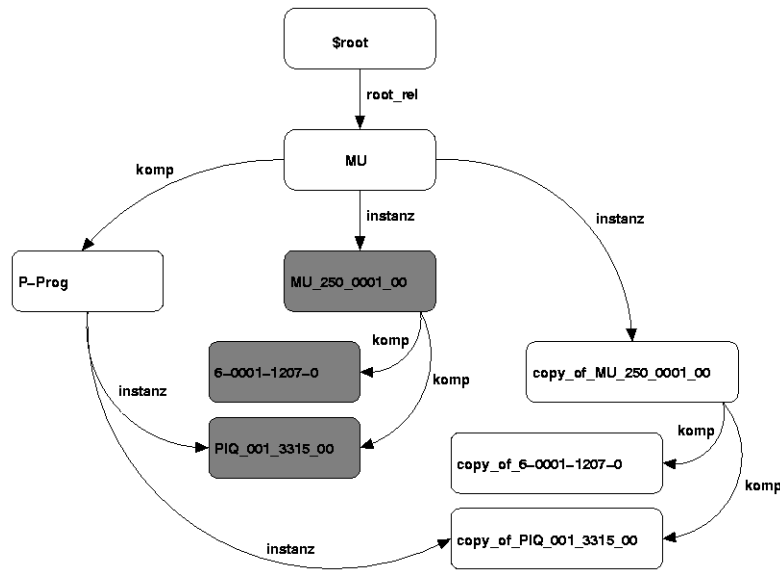 $root
root_rel
MU
komp
instanz
instanz
P-Prog
MU_250_0001_00
komp
6-0001-1207-0
copy_of_MU_250_0001_00
instanz
komp
komp
PIQ_001_3315_00
copy_of_6-0001-1207-0
komp
copy_of_PIQ_001_3315_00
instanz